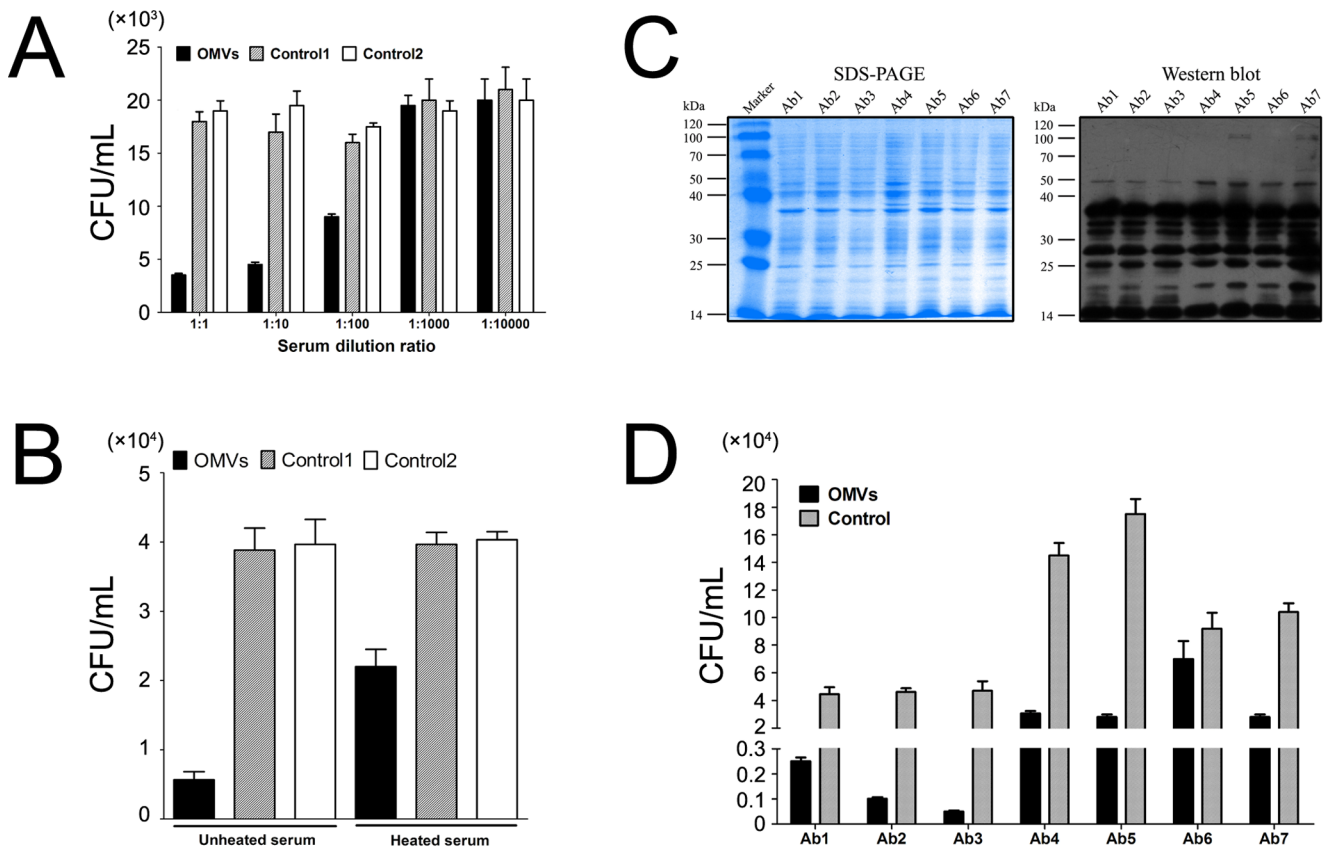 A
(×10³)
OMVs Control1 Control2
25
20
15
10
5
0
CFU/mL
1:1 1:10 1:100 1:1000 1:10000
Serum dilution ratio
B
(×10⁴)
OMVs Control1 Control2
5
4
3
2
1
0
CFU/mL
Unheated serum Heated serum
C
SDS-PAGE
kDa Marker Ab1 Ab2 Ab3 Ab4 Ab5 Ab6 Ab7
120
100
70
50
40
30
25
14
Western blot
kDa Ab1 Ab2 Ab3 Ab4 Ab5 Ab6 Ab7
120
100
70
50
40
30
25
14
D
(×10⁴)
OMVs
Control
20
18
16
14
12
10
8
6
4
2
0.3
0.2
0.1
0
CFU/mL
Ab1 Ab2 Ab3 Ab4 Ab5 Ab6 Ab7